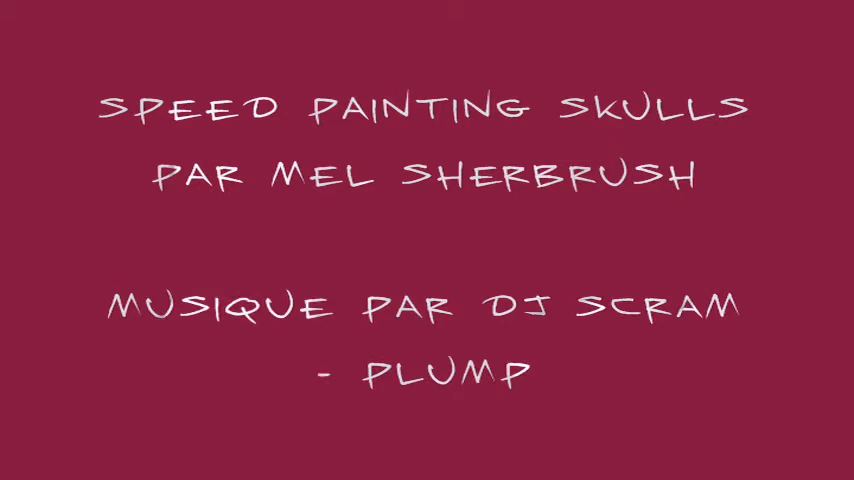 SPEED PAINTING SKULLS
PAR MEL SHERBRUSH
MUSIQUE PAR DJ SCRAM
- PLUMP